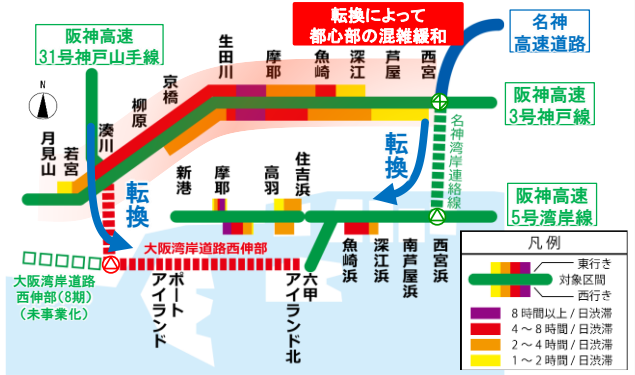 転換によって
都心部の混雑緩和
名神
高速道路
阪神高速
31号神戸山手線
生田川
摩耶
魚崎
深江
芦屋
西宮
阪神高速
3号神戸線
N
月見山
若宮
湊川
柳原
京橋
転換
転換
名神湾岸連絡線
新港
摩耶
高羽
住吉浜
阪神高速
5号湾岸線
大阪湾岸道路西伸部
大阪湾岸道路
西伸部(8期)
(未事業化)
ポート
アイランド
六甲
アイランド北
魚崎浜
深江浜
南芦屋浜
西宮浜
凡例
東行き
対象区間
西行き
8時間以上/日渋滞
4～8時間/日渋滞
2～4時間/日渋滞
1～2時間/日渋滞